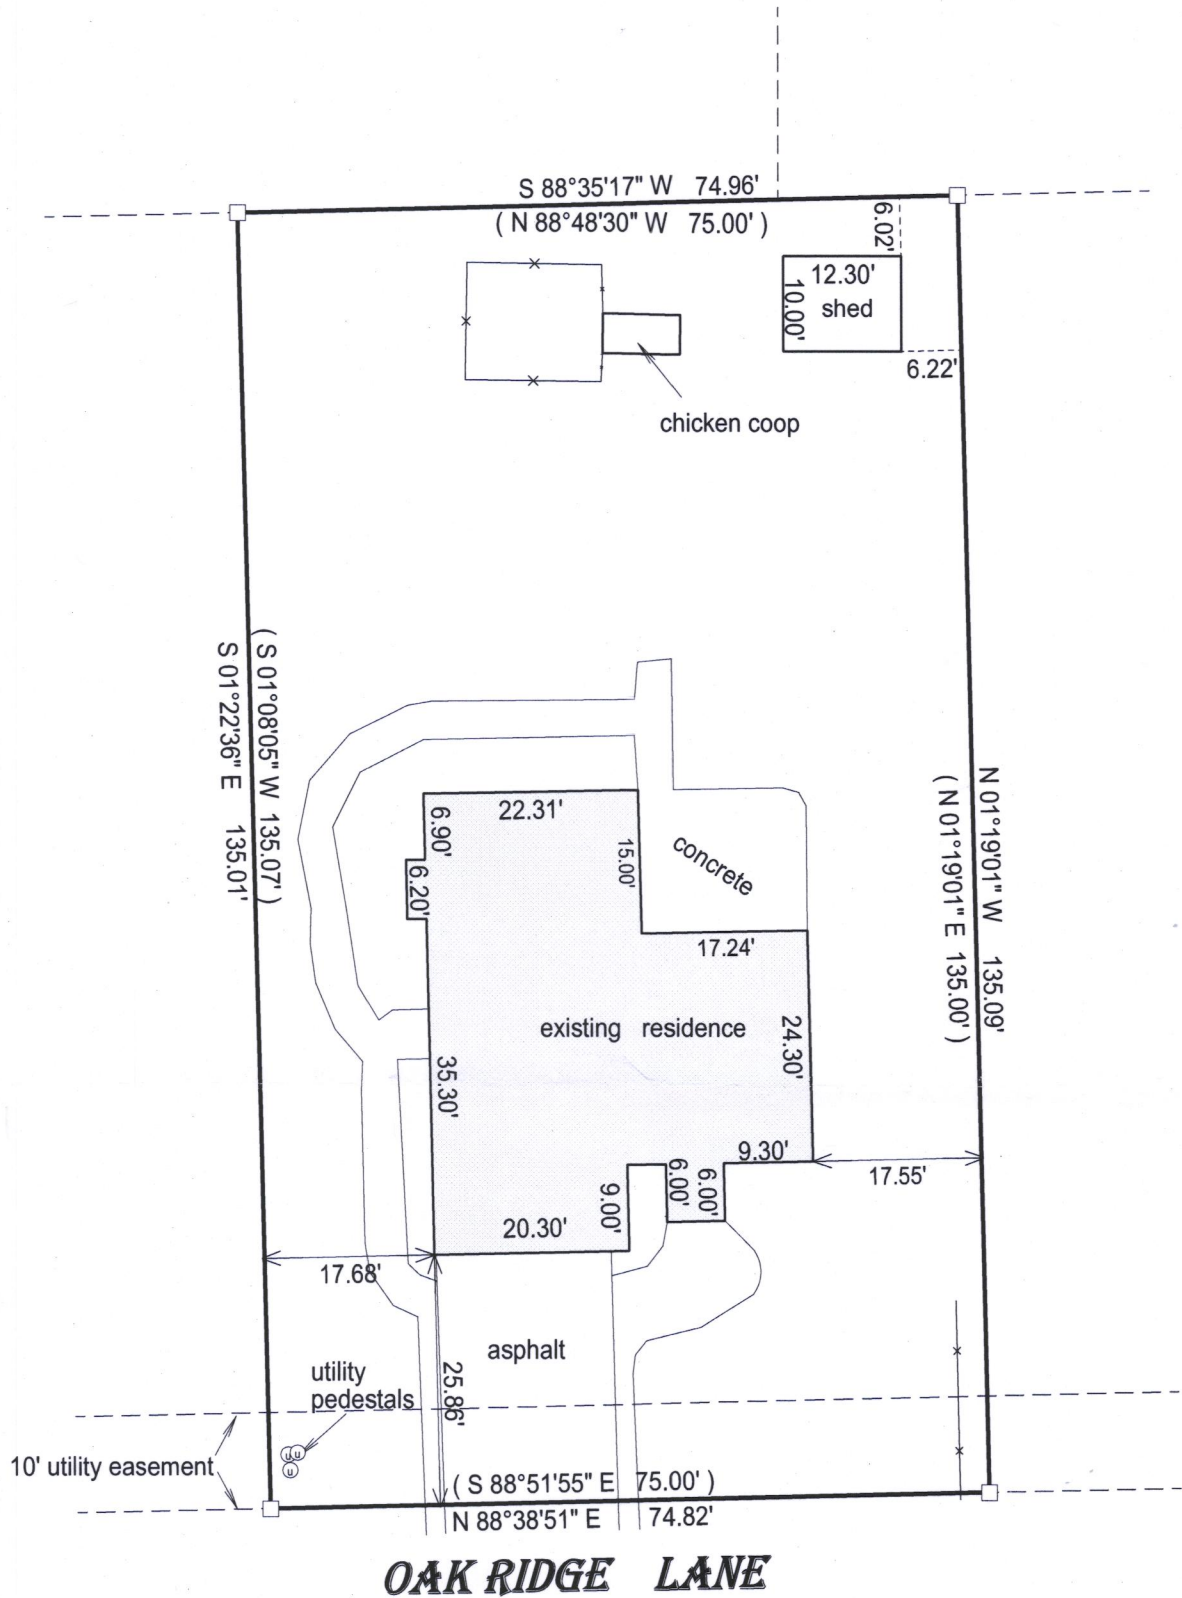 S 88°35'17" W 74.96'
( N 88°48'30" W 75.00' )
6.02'
12.30'
10.00'
shed
6.22'
chicken coop
( S 01°08'05" W 135.07' )
S 01°22'36" E 135.01'
N 01°19'01" W 135.09'
( N 01°19'01" E 135.00' )
22.31'
6.90'
15.00'
concrete
6.20'
17.24'
existing residence
24.30'
35.30'
9.30'
6.00'
6.00'
17.55'
9.00'
20.30'
17.68'
asphalt
25.86'
utility
pedestals
u
u
u
10' utility easement
( S 88°51'55" E 75.00' )
N 88°38'51" E 74.82'
OAK RIDGE LANE